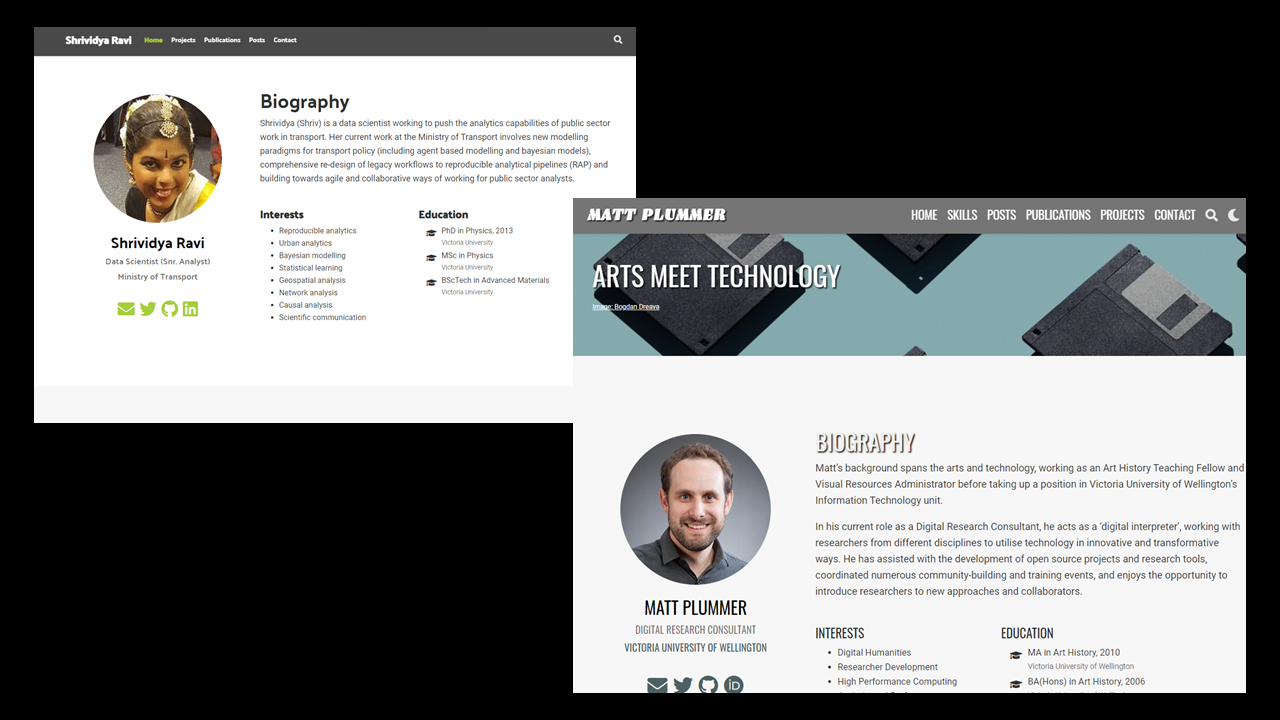 Shrividya Ravi
Home Projects Publications Posts Contact
Biography
Shrividya (Shriv) is a data scientist working to push the analytics capabilities of public sector
work in transport. Her current work at the Ministry of Transport involves new modelling
paradigms for transport policy (including agent based modelling and bayesian models),
comprehensive re-design of legacy workflows to reproducible analytical pipelines (RAP) and
building towards agile and collaborative ways of working for public sector analysts.
Shrividya Ravi
Data Scientist (Snr. Analyst)
Ministry of Transport
Interests
Reproducible analytics
Urban analytics
Bayesian modelling
Statistical learning
Geospatial analysis
Network analysis
Causal analysis
Scientific communication
Education
PhD in Physics, 2013
Victoria University
MSc in Physics
Victoria University
BScTech in Advanced Materials
Victoria University
MATT PLUMMER
HOME SKILLS POSTS PUBLICATIONS PROJECTS CONTACT
ARTS MEET TECHNOLOGY
Image: Bogdan Dreava
BIOGRAPHY
Matt's background spans the arts and technology, working as an Art History Teaching Fellow and
Visual Resources Administrator before taking up a position in Victoria University of Wellington's
Information Technology unit.
In his current role as a Digital Research Consultant, he acts as a 'digital interpreter', working with
researchers from different disciplines to utilise technology in innovative and transformative
ways. He has assisted with the development of open source projects and research tools,
coordinated numerous community-building and training events, and enjoys the opportunity to
introduce researchers to new approaches and collaborators.
MATT PLUMMER
DIGITAL RESEARCH CONSULTANT
VICTORIA UNIVERSITY OF WELLINGTON
iD
INTERESTS
Digital Humanities
Researcher Development
High Performance Computing
EDUCATION
MA in Art History, 2010
Victoria University of Wellington
BA(Hons) in Art History, 2006